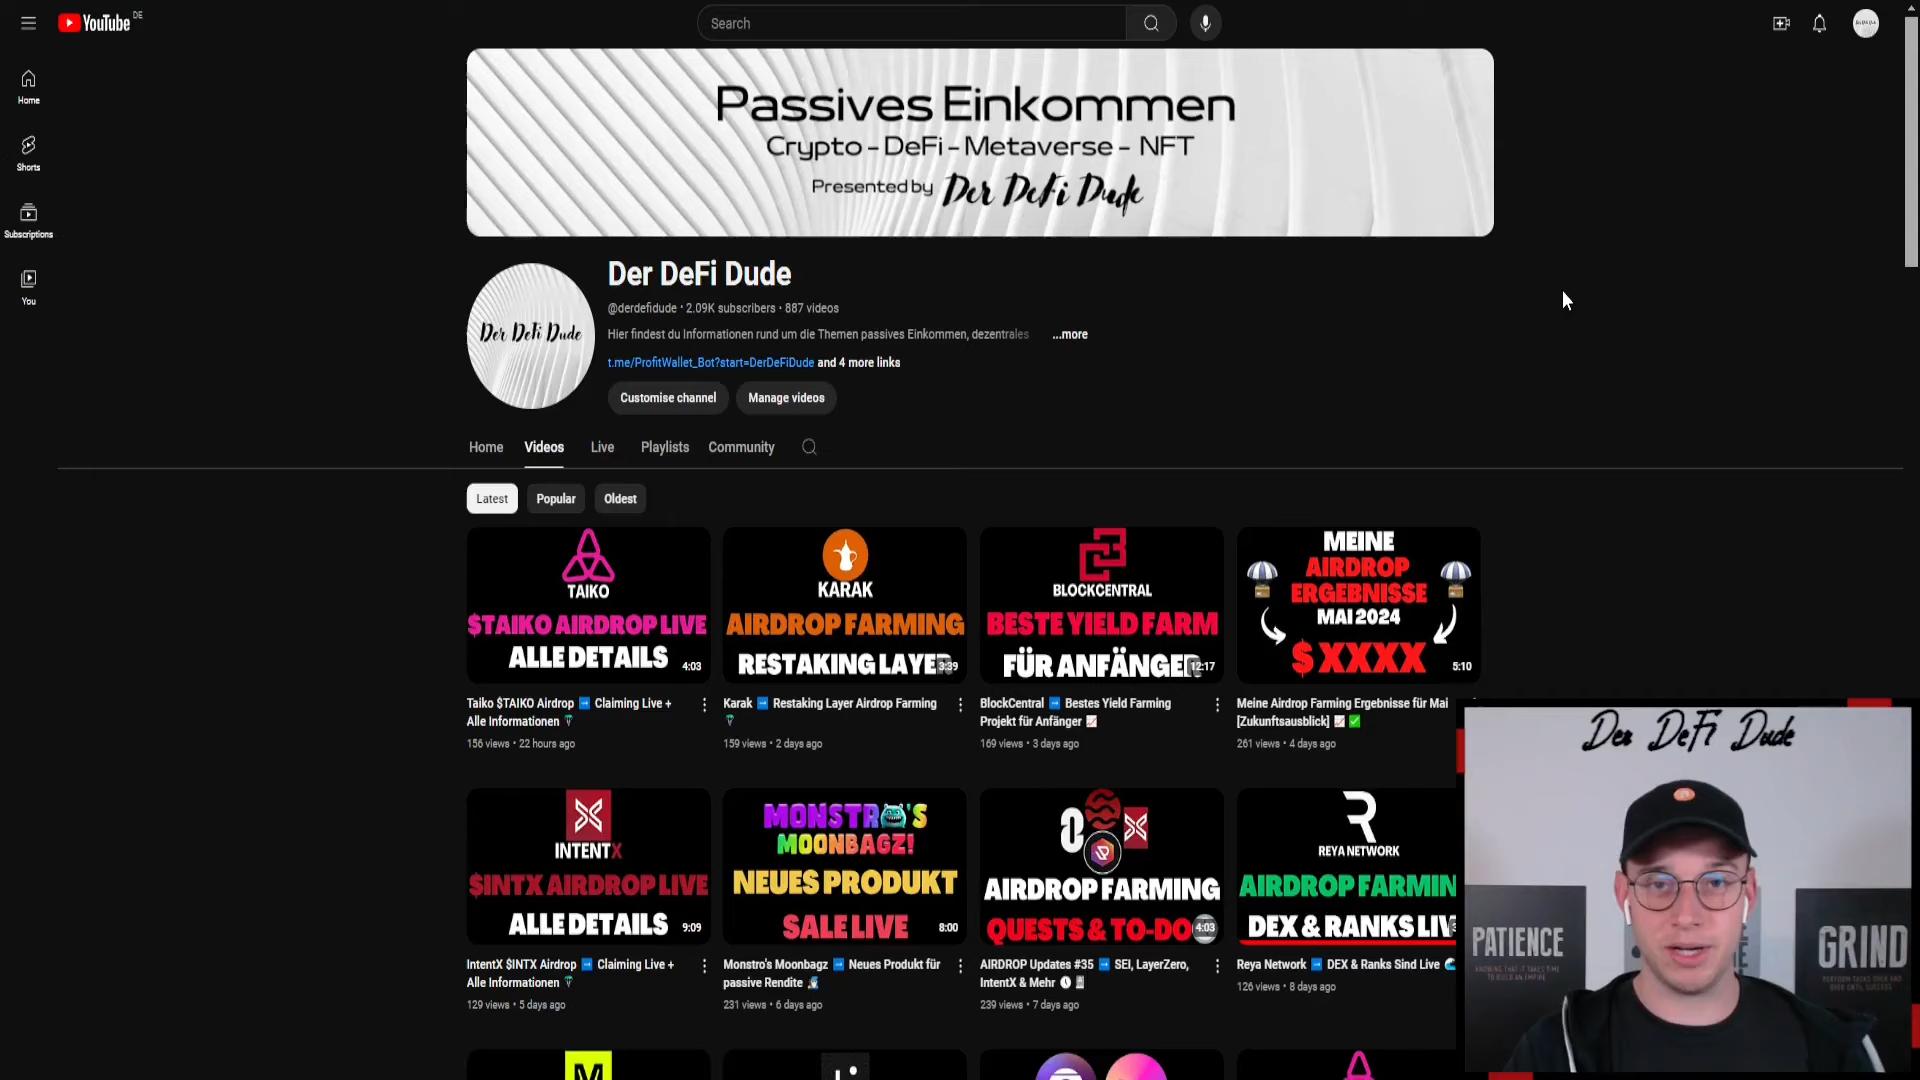 YouTube DE
Search
Home
Shorts
Subscriptions
You
Passives Einkommen
Crypto - DeFi - Metaverse - NFT
Presented by Der DeFi Dude
Der DeFi Dude
Der DeFi Dude
@derdefidude • 2.09K subscribers • 887 videos
Hier findest du Informationen rund um die Themen passives Einkommen, dezentrales ...more
t.me/ProfitWallet_Bot?start=DerDeFiDude and 4 more links
Customise channel
Manage videos
Home Videos Live Playlists Community
Latest Popular Oldest
TAIKO
$TAIKO AIRDROP LIVE
ALLE DETAILS
4:03
Taiko $TAIKO Airdrop ➡️ Claiming Live +
Alle Informationen
156 views • 22 hours ago
KARAK
AIRDROP FARMING
RESTAKING LAYER
3:39
Karak ➡️ Restaking Layer Airdrop Farming
159 views • 2 days ago
BLOCKCENTRAL
BESTE YIELD FARM
FÜR ANFÄNGER
12:17
BlockCentral ➡️ Bestes Yield Farming
Projekt für Anfänger 📈
169 views • 3 days ago
MEINE
AIRDROP
ERGEBNISSE
MAI 2024
$XXXX
5:10
Meine Airdrop Farming Ergebnisse für Mai
[Zukunftsausblick] 📈 ✅
261 views • 4 days ago
INTENTX
$INTX AIRDROP LIVE
ALLE DETAILS
9:09
IntentX $INTX Airdrop ➡️ Claiming Live +
Alle Informationen
129 views • 5 days ago
MONSTRO'S
MOONBAGZ!
NEUES PRODUKT
SALE LIVE
8:00
Monstro's Moonbagz ➡️ Neues Produkt für
passive Rendite
231 views • 6 days ago
AIRDROP FARMING
QUESTS & TO-DO
4:03
AIRDROP Updates #35 ➡️ SEI, LayerZero,
IntentX & Mehr
239 views • 7 days ago
R
REYA NETWORK
AIRDROP FARMIN
DEX & RANKS LIV
Reya Network ➡️ DEX & Ranks Sind Live 🌊
126 views • 8 days ago
Der DeFi Dude
PATIENCE
KNOWING THAT IT TAKES TIME
TO BUILD AN EMPIRE
GRIND